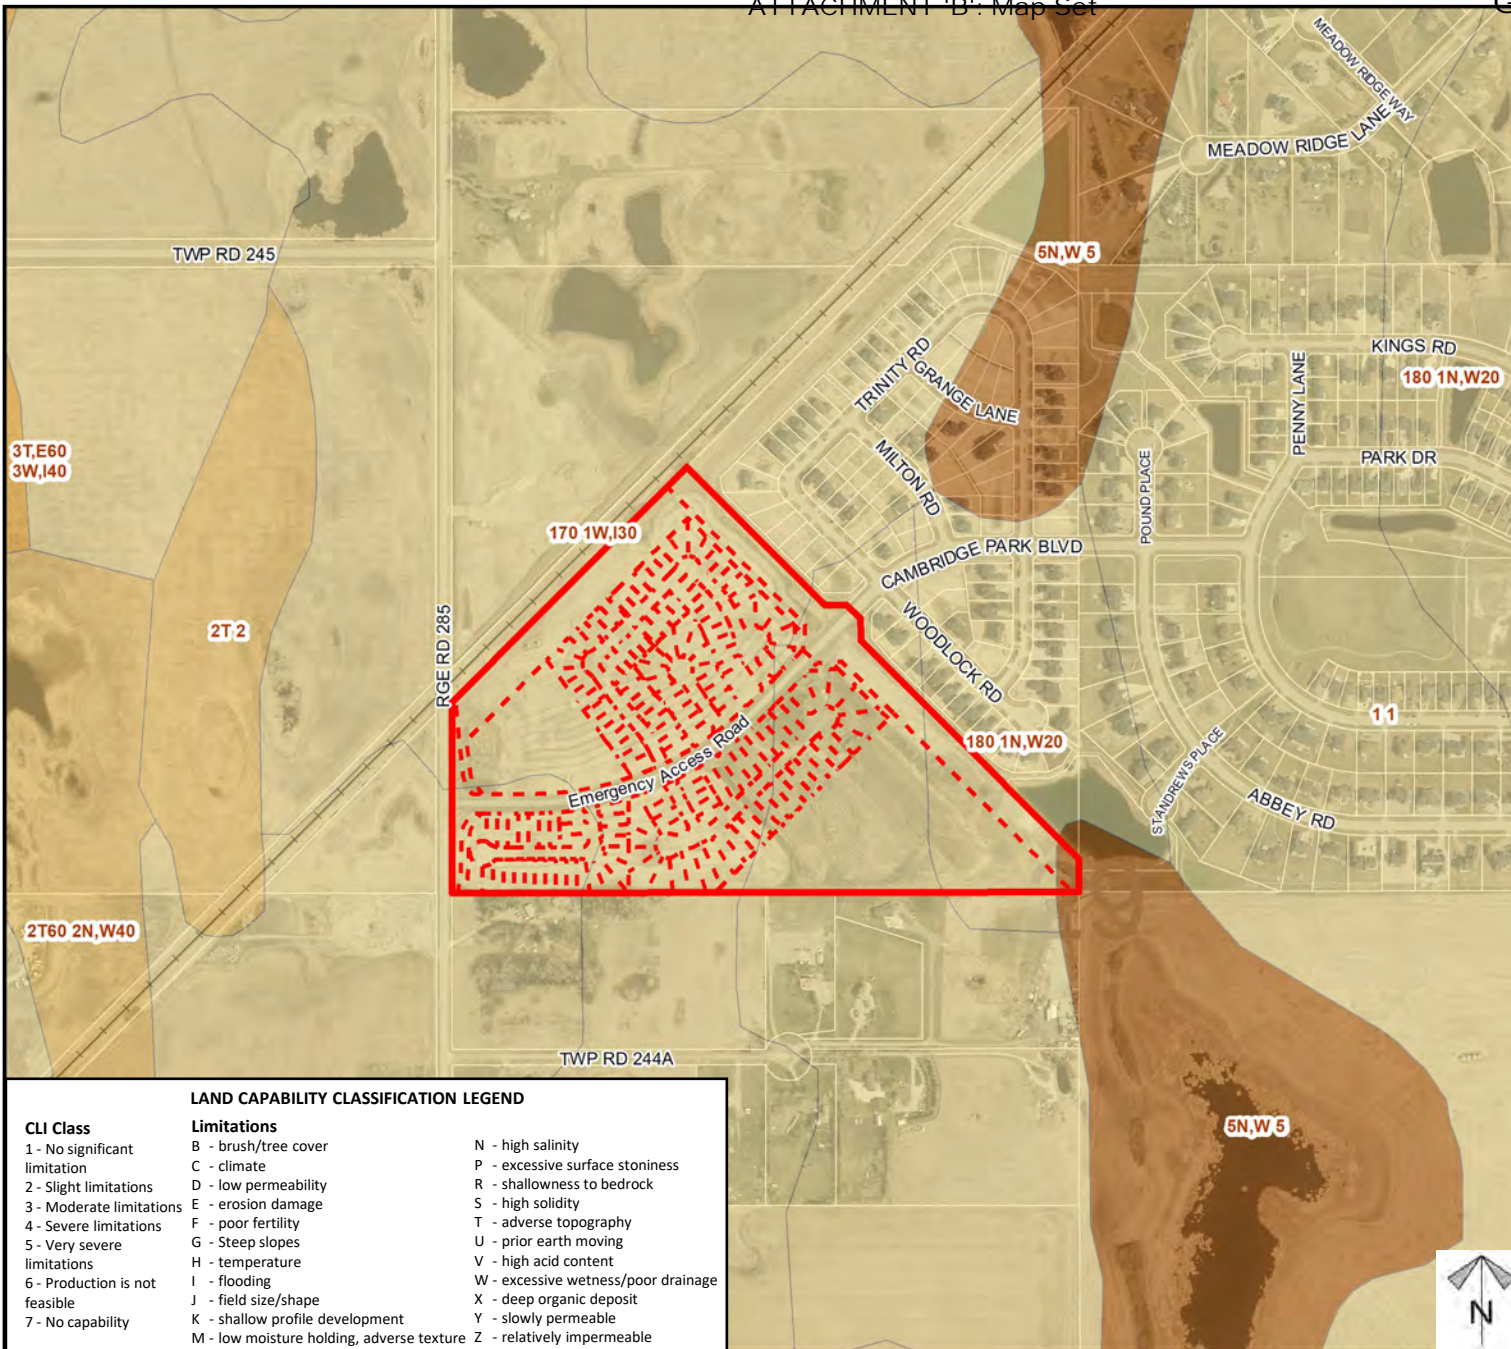 ATTACHMENT 'B': Map Set
MEADOW RIDGE WAY
MEADOW RIDGE LANE
TWP RD 245
5N,W 5
TRINITY RD
GRANGE LANE
KINGS RD
180 1N,W20
PENNY LANE
PARK DR
3T,E60
3W,I40
MILTON RD
POUND PLACE
170 1W,I30
CAMBRIDGE PARK BLVD
2T 2
RGE RD 285
WOODLOCK RD
1 1
180 1N,W20
Emergency Access Road
STANDREWS PLACE
ABBEY RD
2T60 2N,W40
TWP RD 244A
5N,W 5
LAND CAPABILITY CLASSIFICATION LEGEND
CLI Class
1 - No significant
limitation
2 - Slight limitations
3 - Moderate limitations
4 - Severe limitations
5 - Very severe
limitations
6 - Production is not
feasible
7 - No capability
Limitations
B - brush/tree cover
C - climate
D - low permeability
E - erosion damage
F - poor fertility
G - Steep slopes
H - temperature
I - flooding
J - field size/shape
K - shallow profile development
M - low moisture holding, adverse texture
N - high salinity
P - excessive surface stoniness
R - shallowness to bedrock
S - high solidity
T - adverse topography
U - prior earth moving
V - high acid content
W - excessive wetness/poor drainage
X - deep organic deposit
Y - slowly permeable
Z - relatively impermeable
N